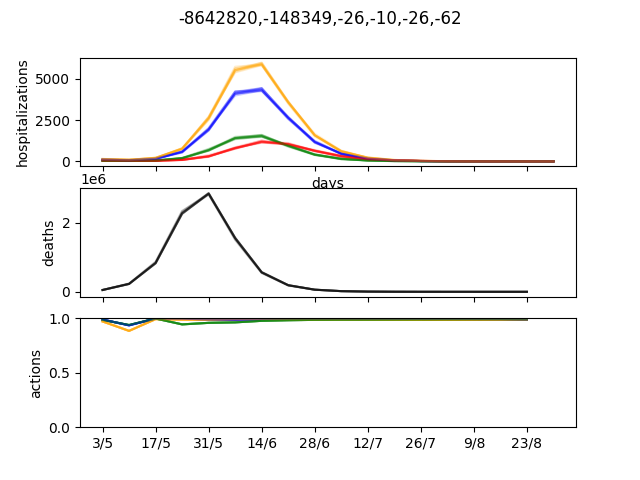 -8642820,-148349,-26,-10,-26,-62
hospitalizations
5000
2500
0
days
1e6
deaths
2
0
actions
1.0
0.5
0.0
3/5 17/5 31/5 14/6 28/6 12/7 26/7 9/8 23/8